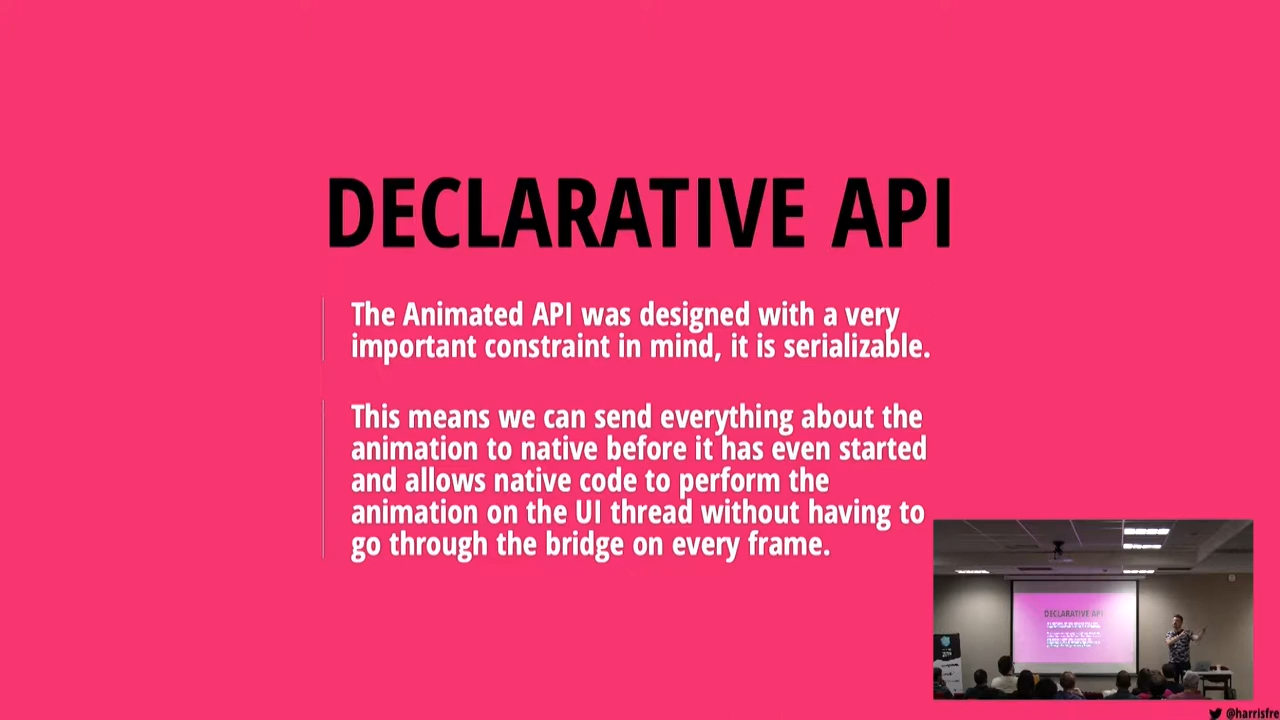 DECLARATIVE API
The Animated API was designed with a very
important constraint in mind, it is serializable.
This means we can send everything about the
animation to native before it has even started
and allows native code to perform the
animation on the UI thread without having to
go through the bridge on every frame.
DECLARATIVE API
@harrisfre